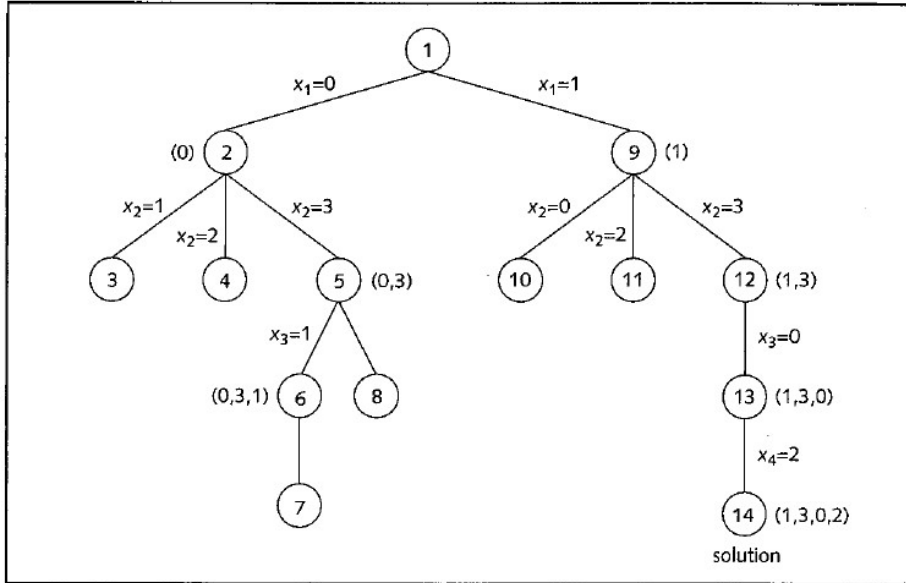 1
x₁=0
x₁=1
(0) 2
9 (1)
x₂=1
x₂=2
x₂=3
x₂=0
x₂=2
x₂=3
3
4
5 (0,3)
10
11
12 (1,3)
x₃=1
x₃=0
(0,3,1) 6
8
13 (1,3,0)
x₄=2
7
14 (1,3,0,2)
solution